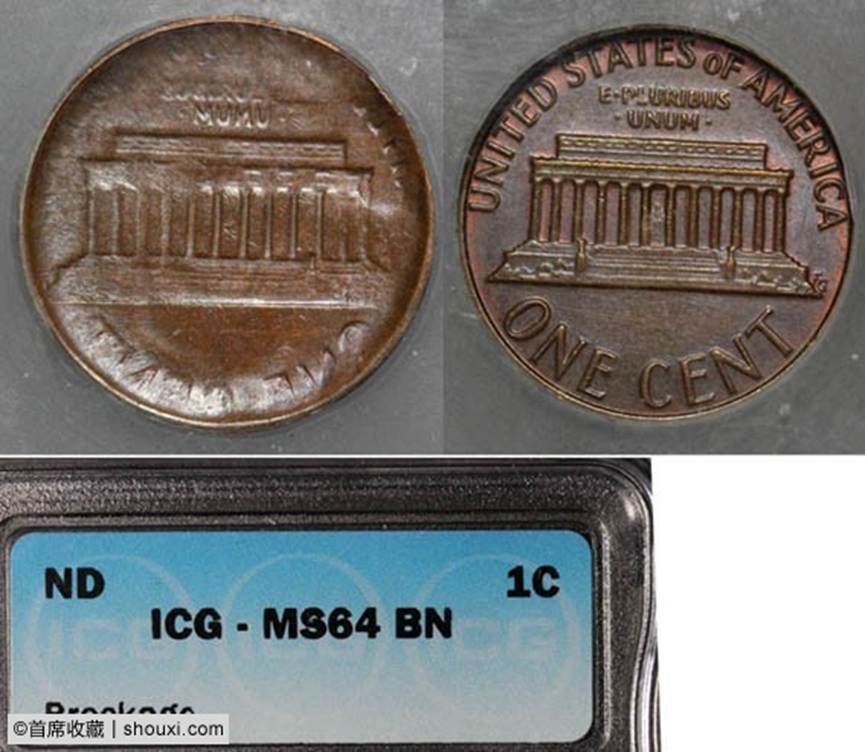 UNITED STATES oF AMERICA
E·PLURIBUS
·UNUM·
ONE CENT
ND 1C
ICG - MS64 BN
Brockage
©首席收藏 | shouxi.com